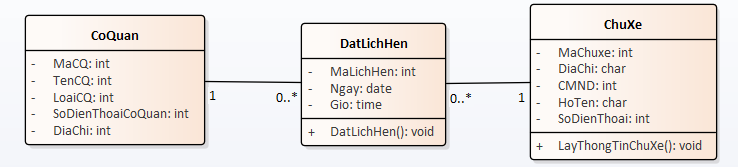 CoQuan
- MaCQ: int
- TenCQ: int
- LoaiCQ: int
- SoDienThoaiCoQuan: int
- DiaChi: int
1
0..*
DatLichHen
- MaLichHen: int
- Ngay: date
- Gio: time
+ DatLichHen(): void
0..*
1
ChuXe
- MaChuxe: int
- DiaChi: char
- CMND: int
- HoTen: char
- SoDienThoai: int
+ LayThongTinChuXe(): void